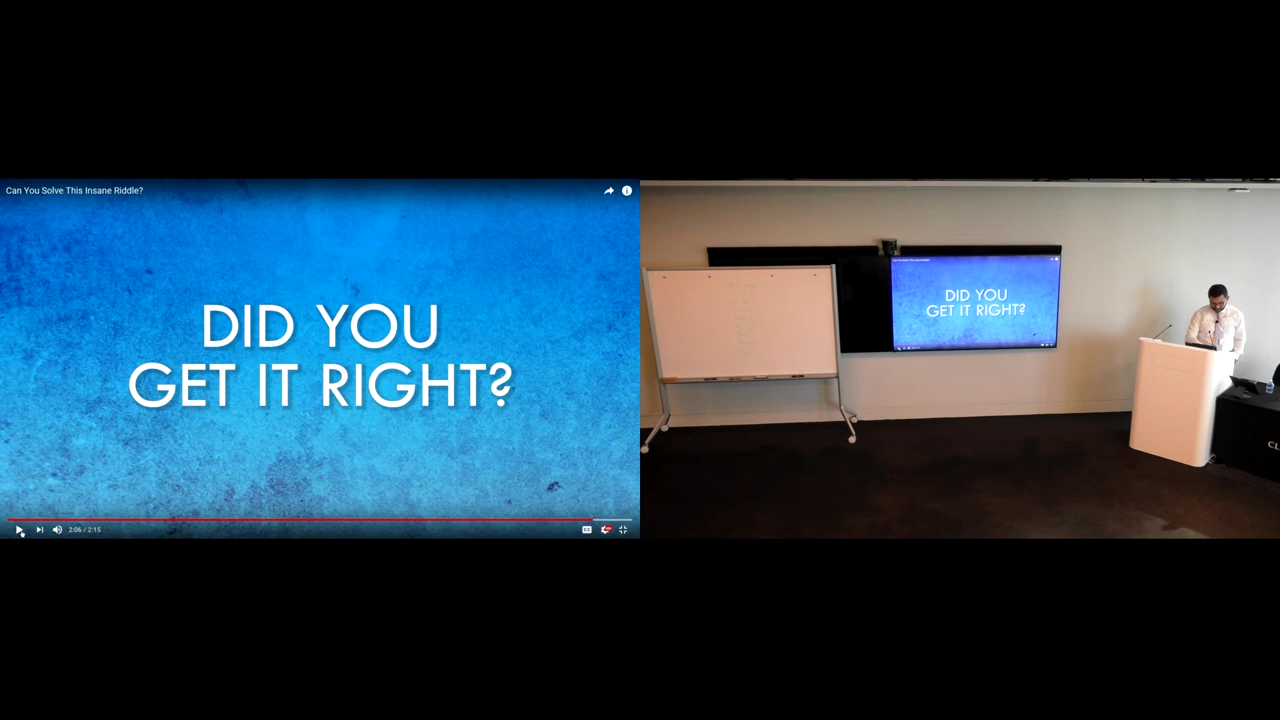 Can You Solve This Insane Riddle?
DID YOU
GET IT RIGHT?
2:06 / 2:15
CC
DID YOU
GET IT RIGHT?